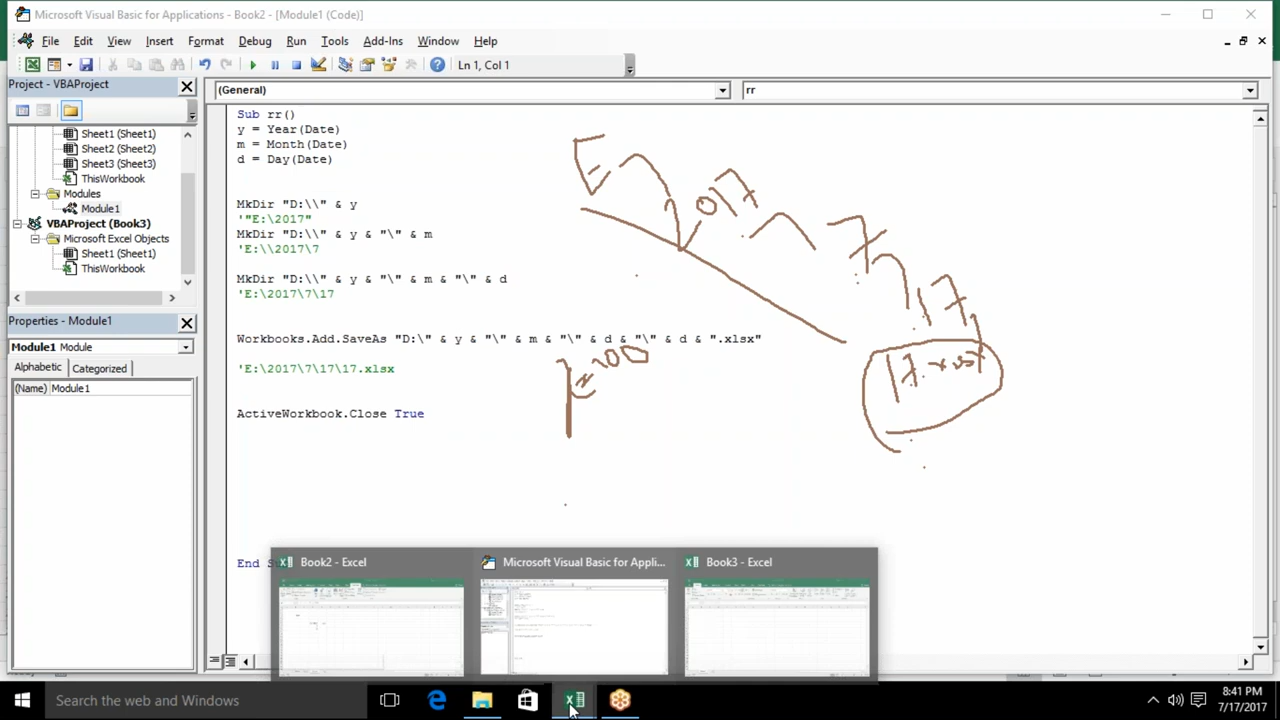 Microsoft Visual Basic for Applications - Book2 - [Module1 (Code)]
File Edit View Insert Format Debug Run Tools Add-Ins Window Help
Ln 1, Col 1
Project - VBAProject
(General)
rr
Sheet1 (Sheet1)
Sheet2 (Sheet2)
Sheet3 (Sheet3)
ThisWorkbook
Modules
Module1
VBAProject (Book3)
Microsoft Excel Objects
Sheet1 (Sheet1)
ThisWorkbook
Properties - Module1
Module1 Module
Alphabetic Categorized
(Name) Module1
Sub rr()
y = Year(Date)
m = Month(Date)
d = Day(Date)
MkDir "D:\\" & y
'"E:\2017"
MkDir "D:\\" & y & "\" & m
'E:\\2017\7
MkDir "D:\\" & y & "\" & m & "\" & d
'E:\2017\7\17
Workbooks.Add.SaveAs "D:\" & y & "\" & m & "\" & d & "\" & d & ".xlsx"
'E:\2017\7\17\17.xlsx
ActiveWorkbook.Close True
End S
E
7
17
Book2 - Excel
Microsoft Visual Basic for Appli...
Book3 - Excel
Search the web and Windows
8:41 PM
7/17/2017